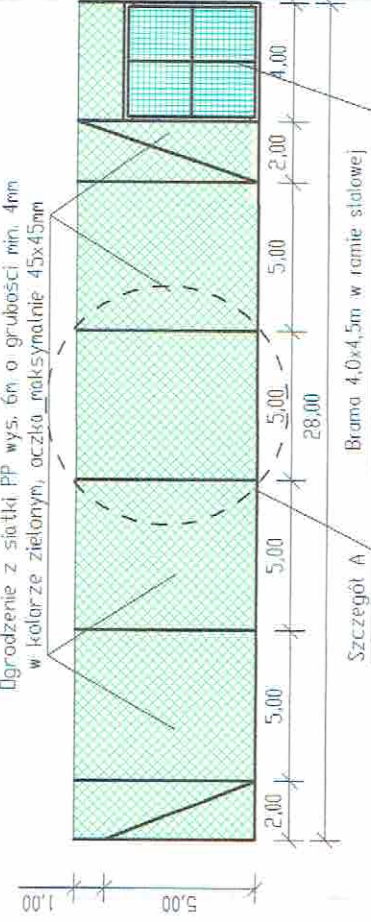 Ogrodzenie z siatki PP wys. 6m o grubości min. 4mm
w kolorze zielonym, oczka maksymalnie 45x45mm
1,00
5,00
2,00
5,00
5,00
5,00
5,00
2,00
4,00
28,00
Szczegół A
Brama 4,0x4,5m w ramie stalowej